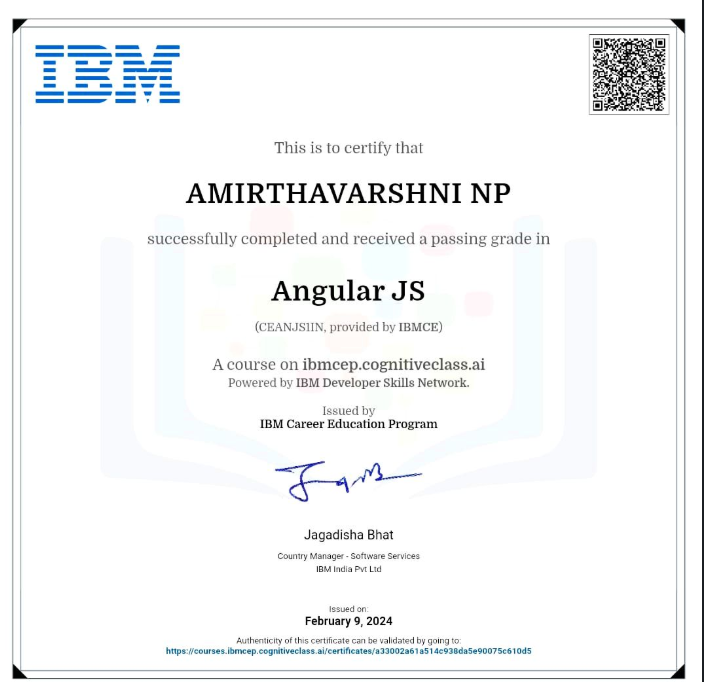 IBM
This is to certify that
AMIRTHAVARSHNI NP
successfully completed and received a passing grade in
Angular JS
(CEANJS1IN, provided by IBMCE)
A course on ibmcep.cognitiveclass.ai
Powered by IBM Developer Skills Network.
Issued by
IBM Career Education Program
Jagadisha Bhat
Country Manager - Software Services
IBM India Pvt Ltd
Issued on:
February 9, 2024
Authenticity of this certificate can be validated by going to:
https://courses.ibmcep.cognitiveclass.ai/certificates/a33002a61a514c938da5e90075c610d5